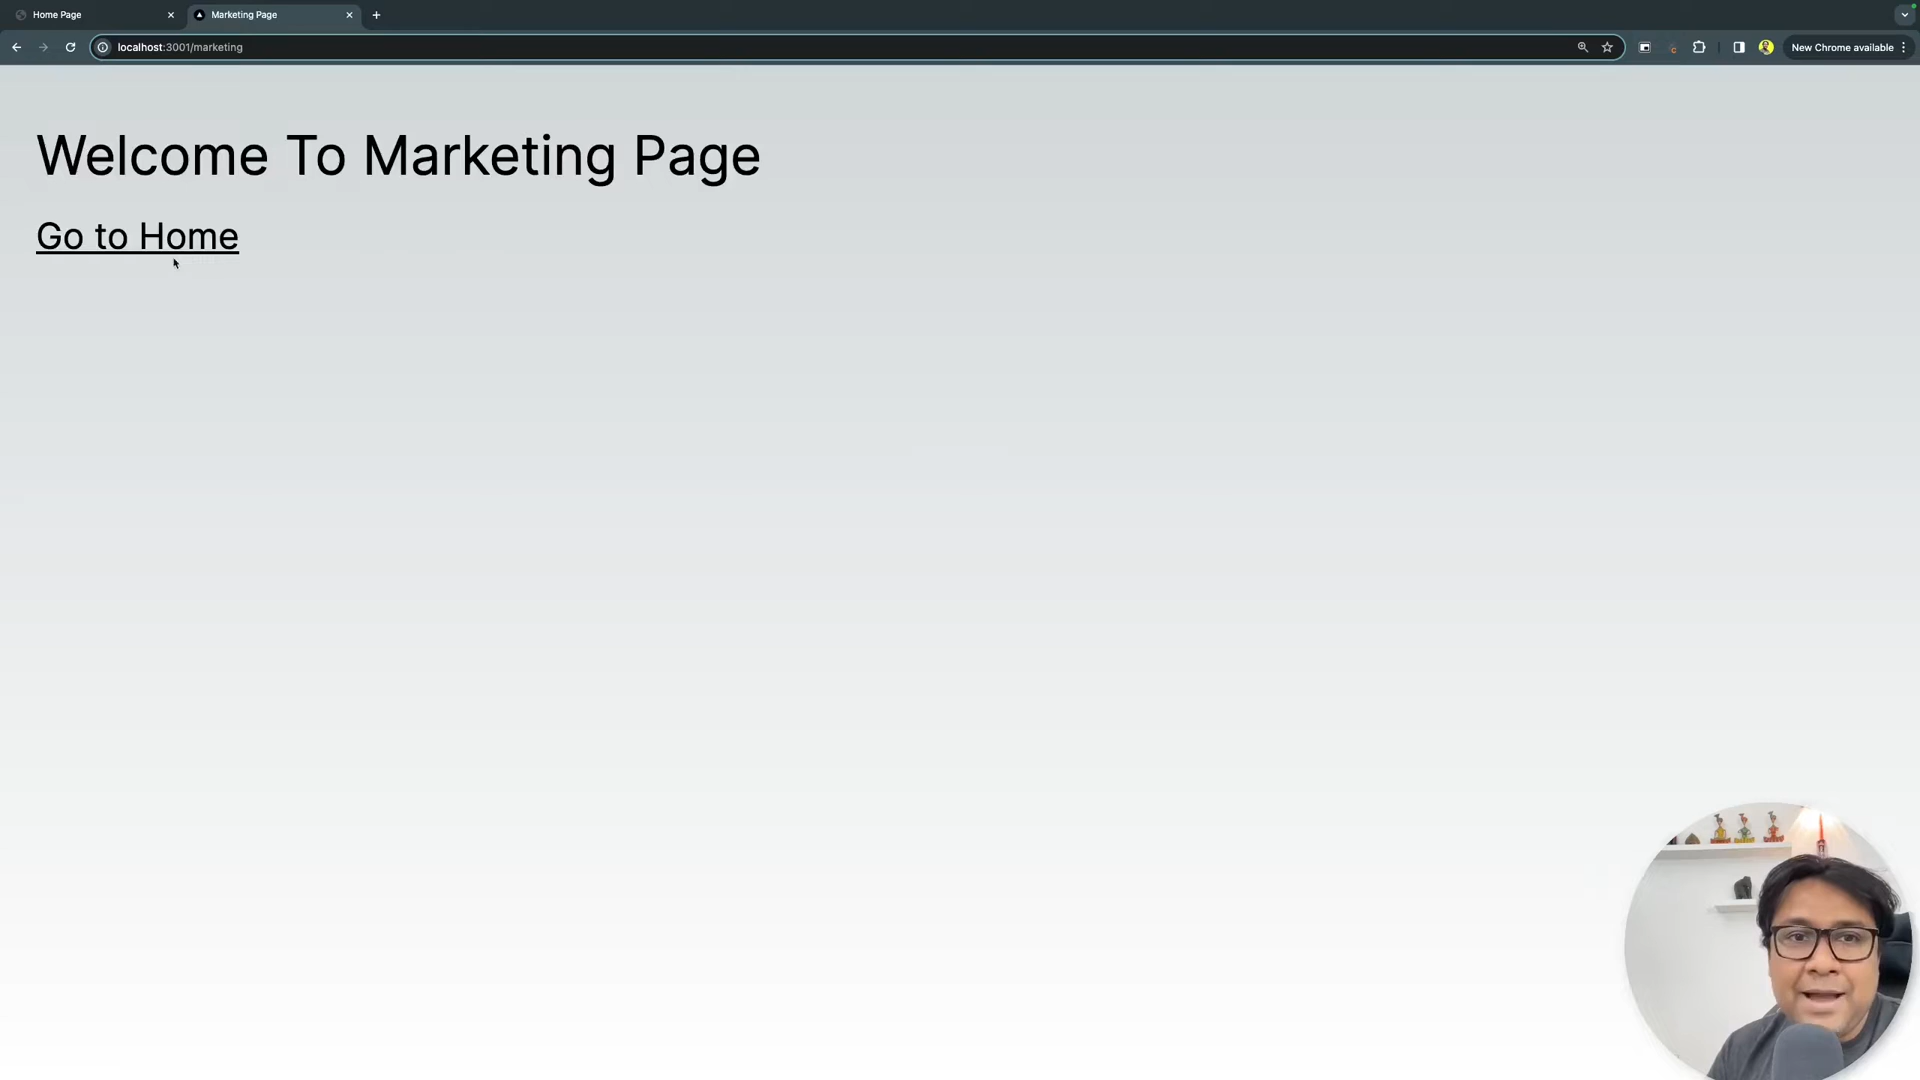 Home Page
Marketing Page
localhost:3001/marketing
New Chrome available
Welcome To Marketing Page
Go to Home